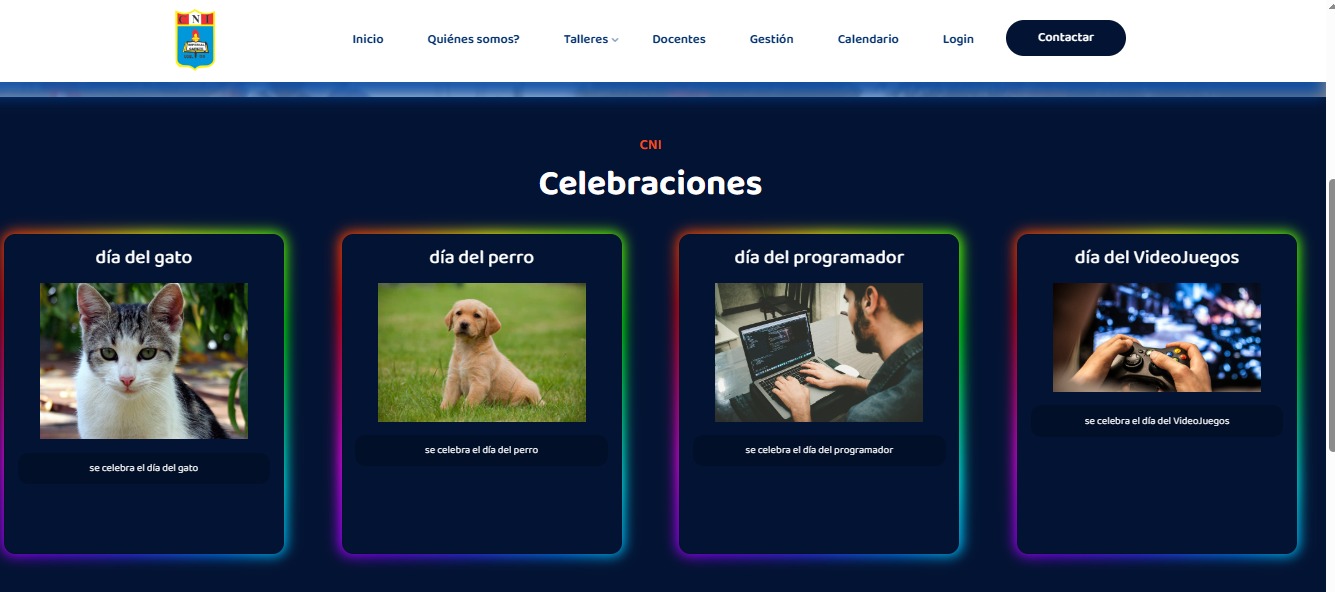 CNI
Inicio
Quiénes somos?
Talleres
Docentes
Gestión
Calendario
Login
Contactar
CNI
Celebraciones
día del gato
se celebra el día del gato
día del perro
se celebra el día del perro
día del programador
se celebra el día del programador
día del VideoJuegos
se celebra el día del VideoJuegos